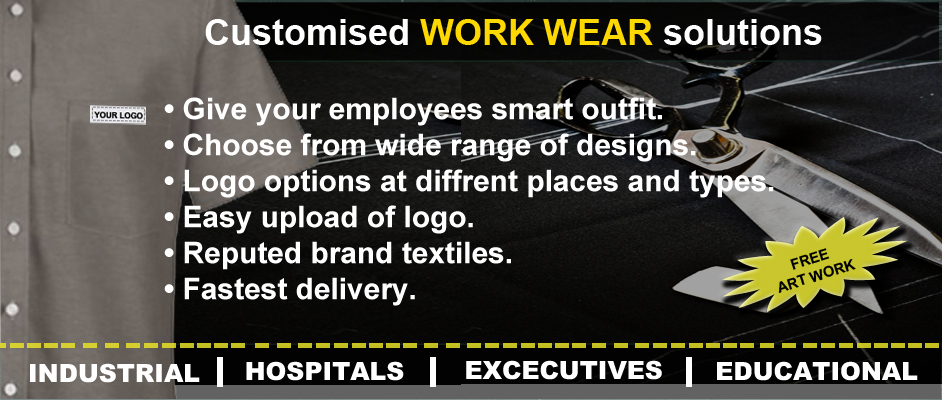 Customised WORK WEAR solutions
• Give your employees smart outfit.
YOUR LOGO
• Choose from wide range of designs.
• Logo options at diffrent places and types.
• Easy upload of logo.
• Reputed brand textiles.
• Fastest delivery.
FREE
ART WORK
INDUSTRIAL | HOSPITALS | EXCECUTIVES | EDUCATIONAL